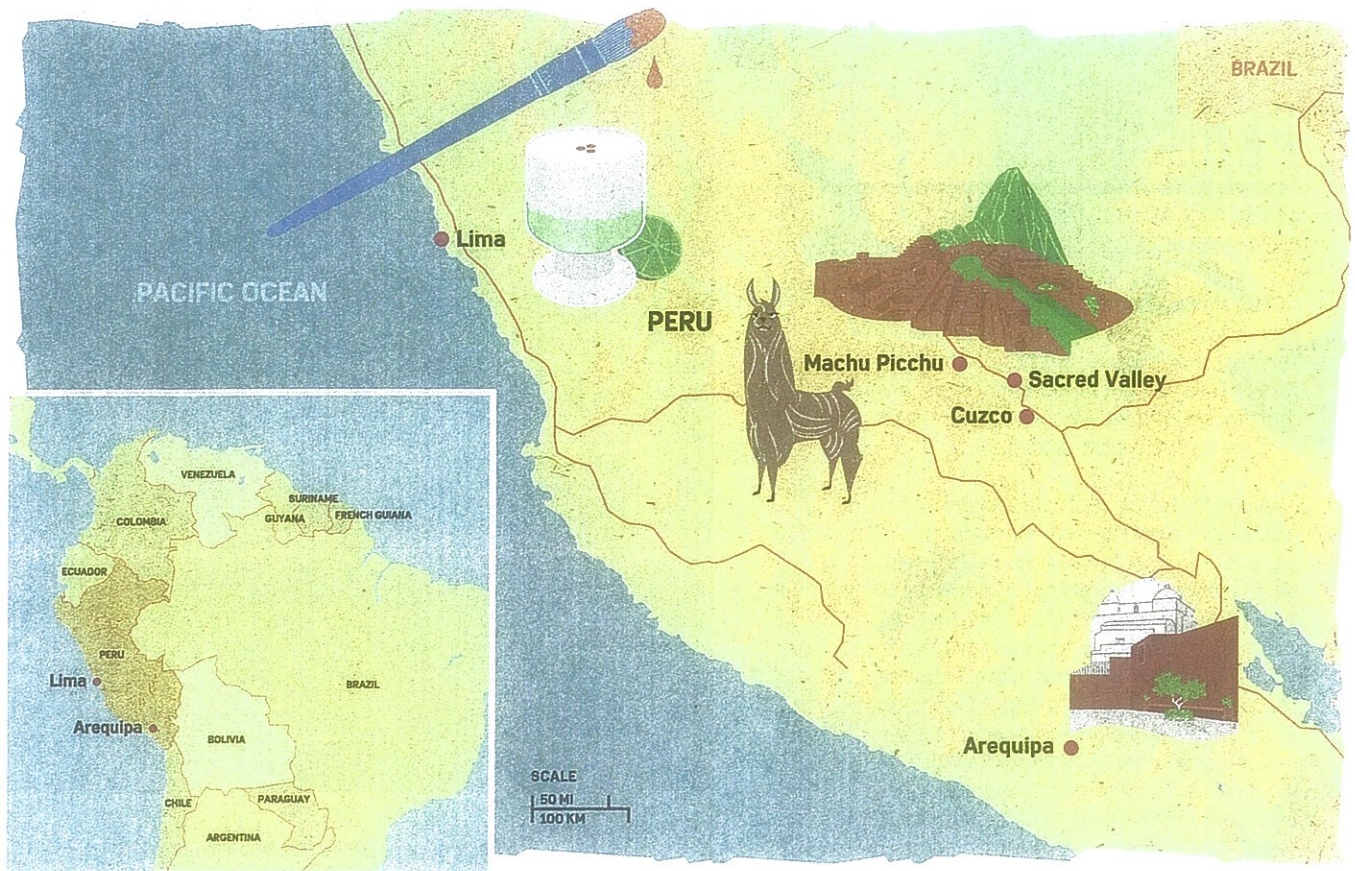 BRAZIL
Lima
PACIFIC OCEAN
PERU
Machu Picchu
Sacred Valley
Cuzco
Arequipa
SCALE
50 MI
100 KM
VENEZUELA
SURINAME
GUYANA
FRENCH GUIANA
COLOMBIA
ECUADOR
PERU
Lima
BRAZIL
Arequipa
BOLIVIA
CHILE
PARAGUAY
ARGENTINA